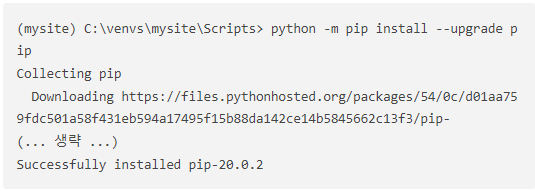 (mysite) C:\venvs\mysite\Scripts> python -m pip install --upgrade p
ip
Collecting pip
  Downloading https://files.pythonhosted.org/packages/54/0c/d01aa75
9fdc501a58f431eb594a17495f15b88da142ce14b5845662c13f3/pip-
(... 생략 ...)
Successfully installed pip-20.0.2